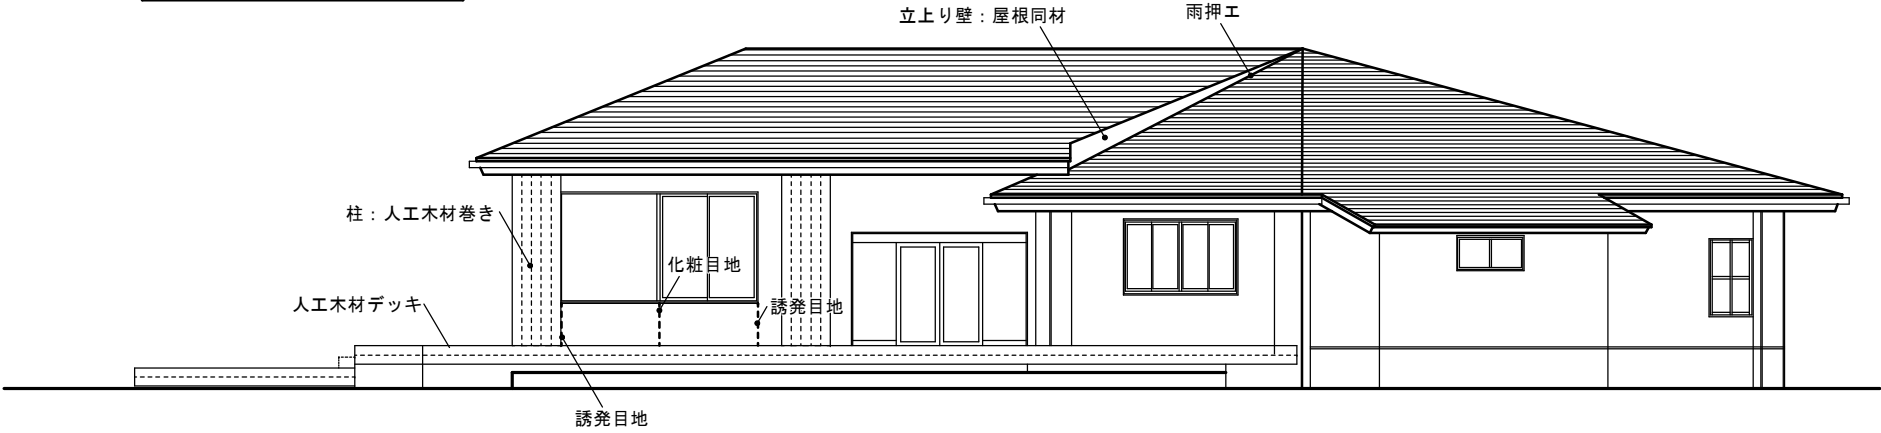 立上り壁：屋根同材
雨押エ
柱：人工木材巻き
化粧目地
人工木材デッキ
誘発目地
誘発目地